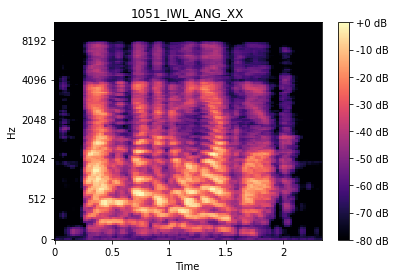 1051_IWL_ANG_XX
+0 dB
8192
-10 dB
4096
-20 dB
-30 dB
2048
Hz
-40 dB
1024
-50 dB
512
-60 dB
-70 dB
0
-80 dB
0
0.5
1
1.5
2
Time